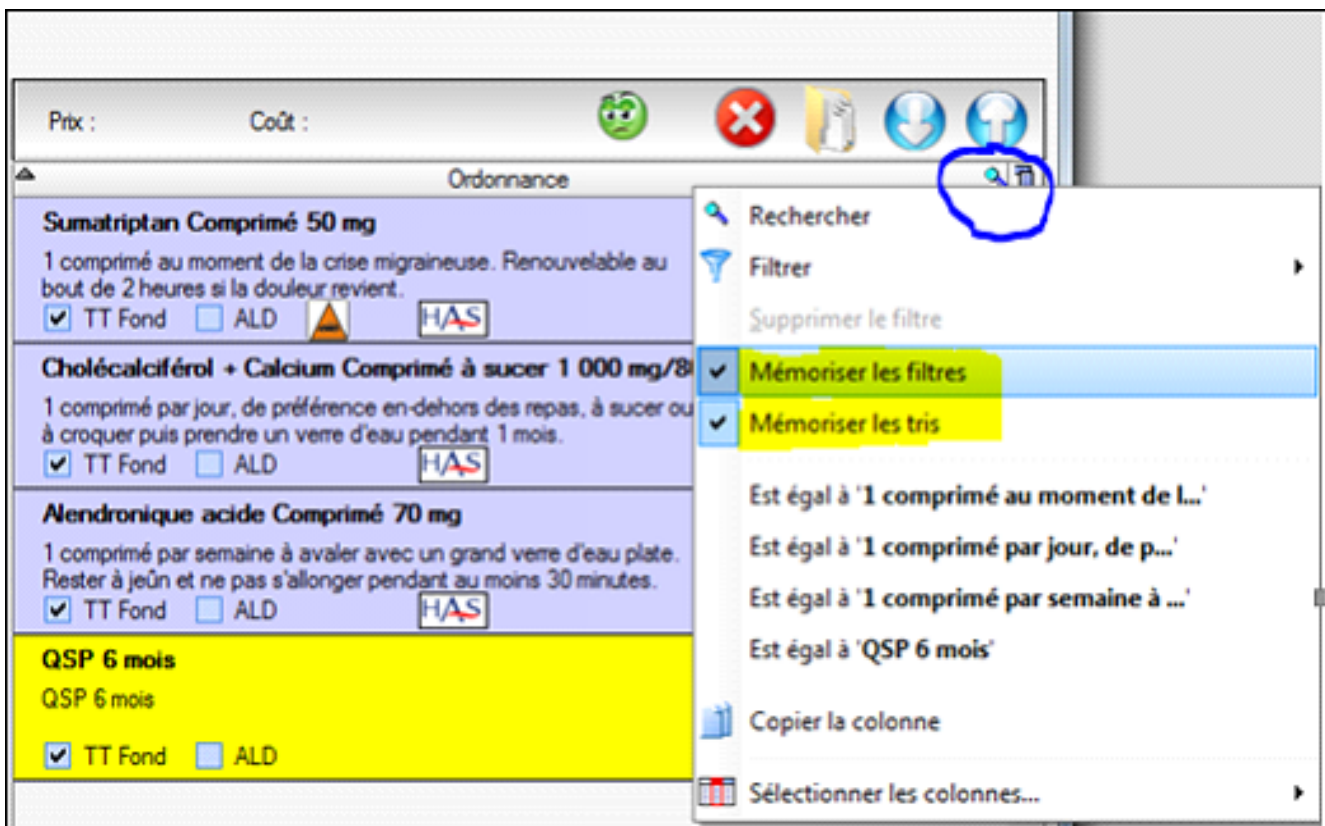 Prix :
Coût :
Ordonnance
Sumatriptan Comprimé 50 mg
1 comprimé au moment de la crise migraineuse. Renouvelable au
bout de 2 heures si la douleur revient.
TT Fond ALD HAS
Cholécalciférol + Calcium Comprimé à sucer 1 000 mg/8
1 comprimé par jour, de préférence en-dehors des repas, à sucer ou
à croquer puis prendre un verre d'eau pendant 1 mois.
TT Fond ALD HAS
Alendronique acide Comprimé 70 mg
1 comprimé par semaine à avaler avec un grand verre d'eau plate.
Rester à jeûn et ne pas s'allonger pendant au moins 30 minutes.
TT Fond ALD HAS
QSP 6 mois
QSP 6 mois
TT Fond ALD
Rechercher
Filtrer
Supprimer le filtre
Mémoriser les filtres
Mémoriser les tris
Est égal à '1 comprimé au moment de l...'
Est égal à '1 comprimé par jour, de p...'
Est égal à '1 comprimé par semaine à ...'
Est égal à 'QSP 6 mois'
Copier la colonne
Sélectionner les colonnes...